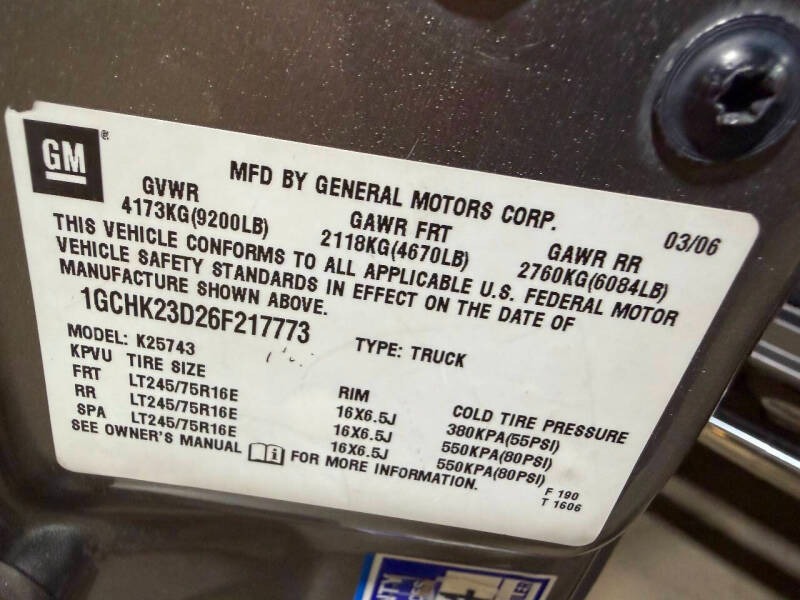 GM®
MFD BY GENERAL MOTORS CORP. 03/06
GVWR GAWR FRT GAWR RR
4173KG(9200LB) 2118KG(4670LB) 2760KG(6084LB)
THIS VEHICLE CONFORMS TO ALL APPLICABLE U.S. FEDERAL MOTOR
VEHICLE SAFETY STANDARDS IN EFFECT ON THE DATE OF
MANUFACTURE SHOWN ABOVE.
1GCHK23D26F217773 TYPE: TRUCK
MODEL: K25743
KPVU TIRE SIZE RIM COLD TIRE PRESSURE
FRT LT245/75R16E 16X6.5J 380KPA(55PSI)
RR LT245/75R16E 16X6.5J 550KPA(80PSI)
SPA LT245/75R16E 16X6.5J 550KPA(80PSI)
SEE OWNER'S MANUAL i FOR MORE INFORMATION.
F 190
T 1606